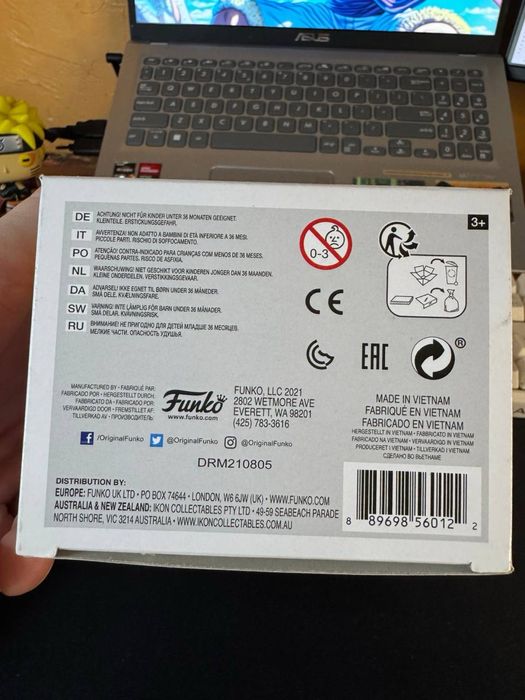 ASUS
3+
DE ACHTUNG! NICHT FÜR KINDER UNTER 36 MONATEN GEEIGNET.
KLEINTEILE. ERSTICKUNGSGEFAHR.
IT AVVERTENZA! NON ADATTO A BAMBINI DI ETÀ INFERIORE A 36 MESI.
PICCOLE PARTI. RISCHIO DI SOFFOCAMENTO.
PO ATENÇÃO! CONTRA-INDICADO PARA CRIANÇAS COM MENOS DE 36 MESES.
PEÇAS PEQUENAS. RISCO DE ASFIXIA.
NL WAARSCHUWING! NIET GESCHIKT VOOR KINDEREN JONGER DAN 36 MAANDEN.
KLEINE ONDERDELEN. VERSTIKKINGSGEVAAR.
DA ADVARSEL! IKKE EGNET TIL BØRN UNDER 36 MÅNEDER.
SMÅ DELE. KVÆLNINGSFARE.
SW VARNING! INTE LÄMPLIG FÖR BARN UNDER 36 MÅNADER.
SMÅ DELAR. KVÄVNINGSRISK.
RU ВНИМАНИЕ! НЕ ПРИГОДНО ДЛЯ ДЕТЕЙ МЛАДШЕ 36 МЕСЯЦЕВ.
МЕЛКИЕ ЧАСТИ. ОПАСНОСТЬ УДУШЬЯ.
0-3
CE
EAC
®
MANUFACTURED BY • FABRIQUÉ PAR:
FABRICADO POR • HERGESTELLT DURCH:
FABBRICATO DA • FABRICADO POR:
VERVAARDIGD DOOR • FREMSTILLET AF:
TILLVERKAD AV • ПРОИЗВОДИТЕЛЬ:
Funko
www.funko.com
FUNKO, LLC 2021
2802 WETMORE AVE
EVERETT, WA 98201
(425) 783-3616
/OriginalFunko @OriginalFunko @OriginalFunko
DRM210805
MADE IN VIETNAM
FABRIQUÉ EN VIETNAM
FABRICADO EN VIETNAM
HERGESTELLT IN VIETNAM • FABBRICATO IN VIETNAM
FABRICADO NA VIETNAM • VERVAARDIGD IN VIETNAM
PRODUCERET I VIETNAM • TILLVERKAD I VIETNAM
СДЕЛАНО ВО ВЬЕТНАМЕ
DISTRIBUTION BY:
EUROPE: FUNKO UK LTD • PO BOX 74644 • LONDON, W6 6JW (UK) • WWW.FUNKO.COM
AUSTRALIA & NEW ZEALAND: IKON COLLECTABLES PTY LTD • 49-59 SEABEACH PARADE
NORTH SHORE, VIC 3214 AUSTRALIA • WWW.IKONCOLLECTABLES.COM.AU
8 89698 56012 2